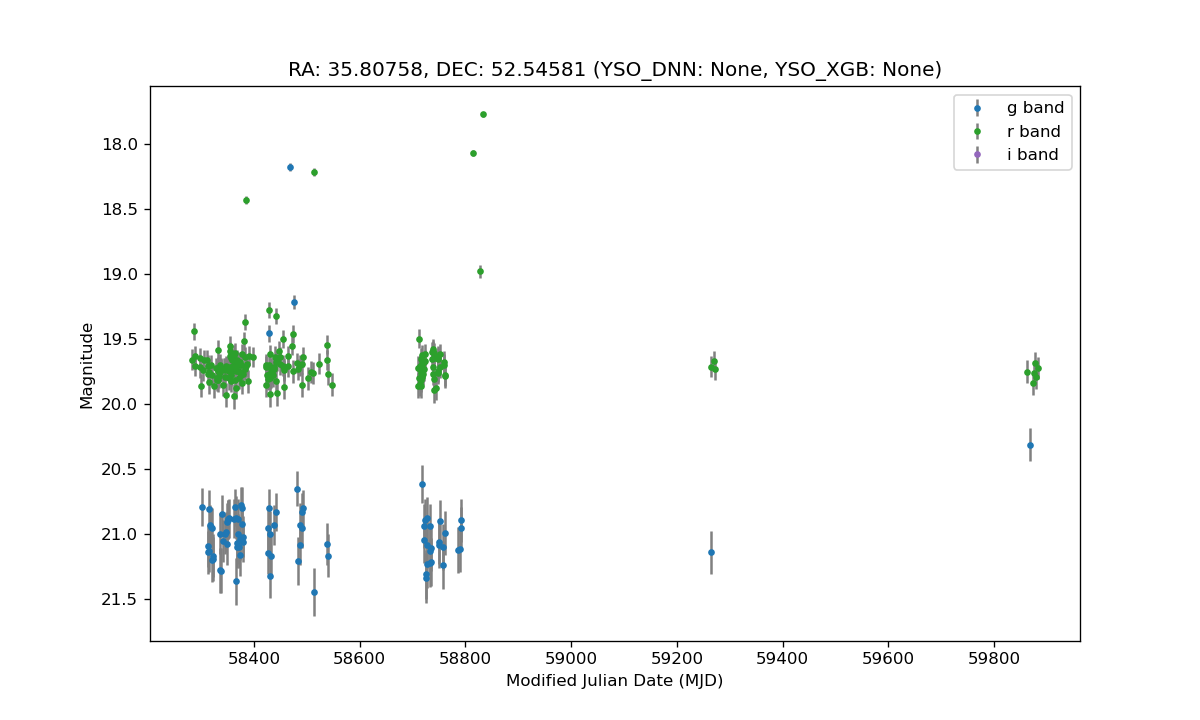 RA: 35.80758, DEC: 52.54581 (YSO_DNN: None, YSO_XGB: None)
g band
r band
i band
18.0
18.5
19.0
19.5
20.0
20.5
21.0
21.5
Magnitude
58400
58600
58800
59000
59200
59400
59600
59800
Modified Julian Date (MJD)